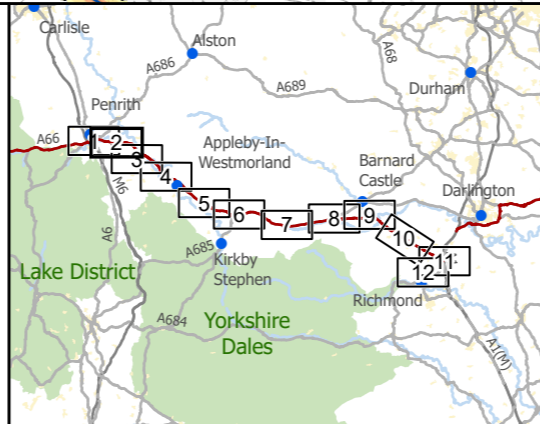 Carlisle
Alston
A68
A686
A689
Durham
Penrith
A66
1
2
3
Appleby-In-
Westmorland
Barnard
Castle
Darlington
4
M6
5
6
7
8
9
10
11
12
A6
A685
Kirkby
Stephen
Lake District
Richmond
A684
Yorkshire
Dales
A1(M)